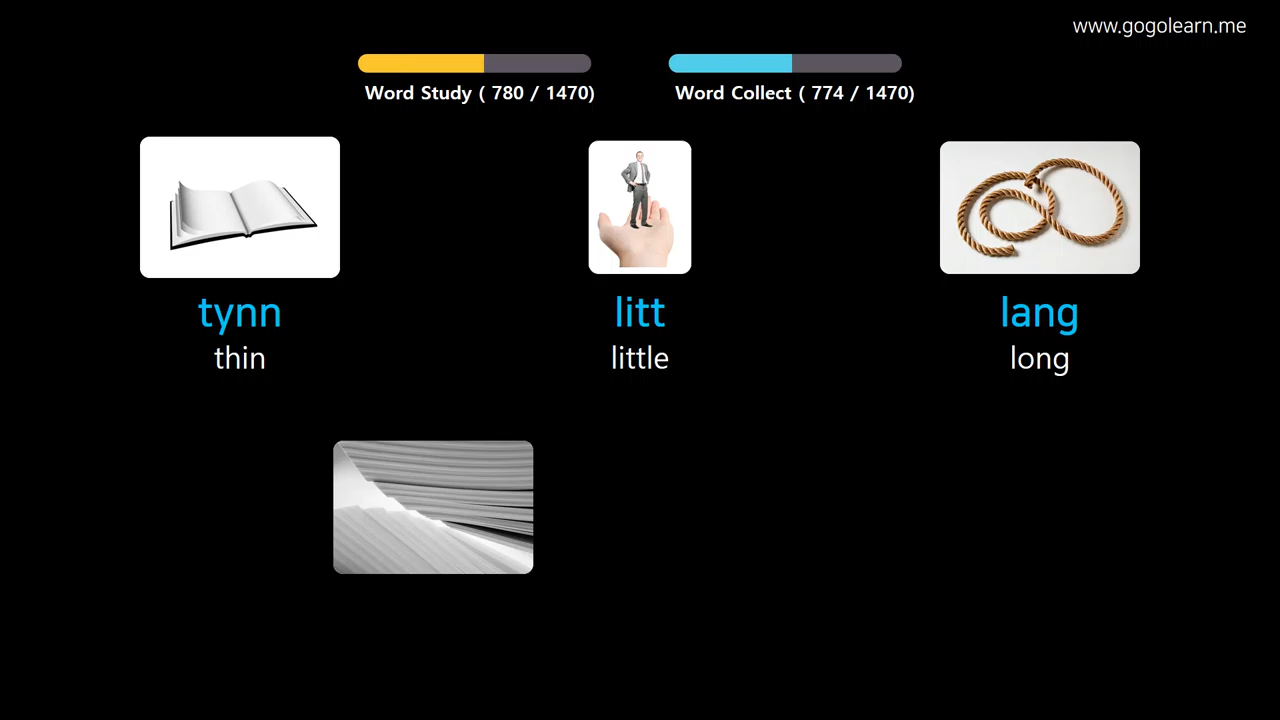 www.gogolearn.me
Word Study ( 780 / 1470)
Word Collect ( 774 / 1470)
tynn
thin
litt
little
lang
long